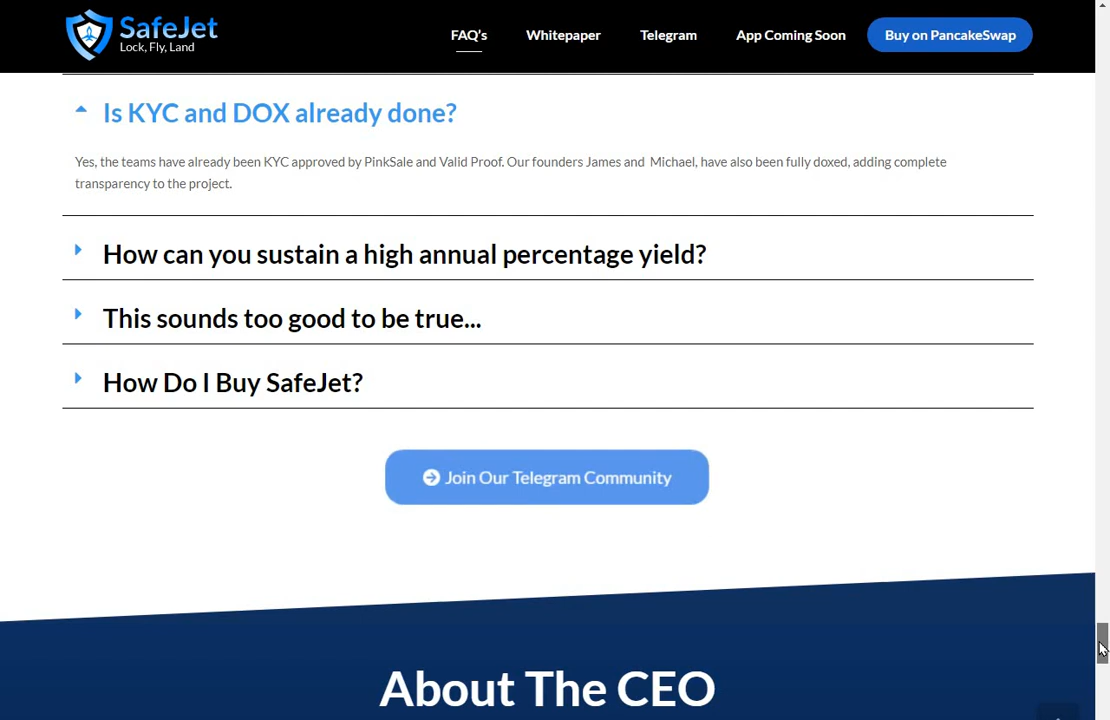 SafeJet
Lock, Fly, Land
FAQ's
Whitepaper
Telegram
App Coming Soon
Buy on PancakeSwap
Is KYC and DOX already done?
Yes, the teams have already been KYC approved by PinkSale and Valid Proof. Our founders James and Michael, have also been fully doxed, adding complete
transparency to the project.
How can you sustain a high annual percentage yield?
This sounds too good to be true...
How Do I Buy SafeJet?
Join Our Telegram Community
About The CEO